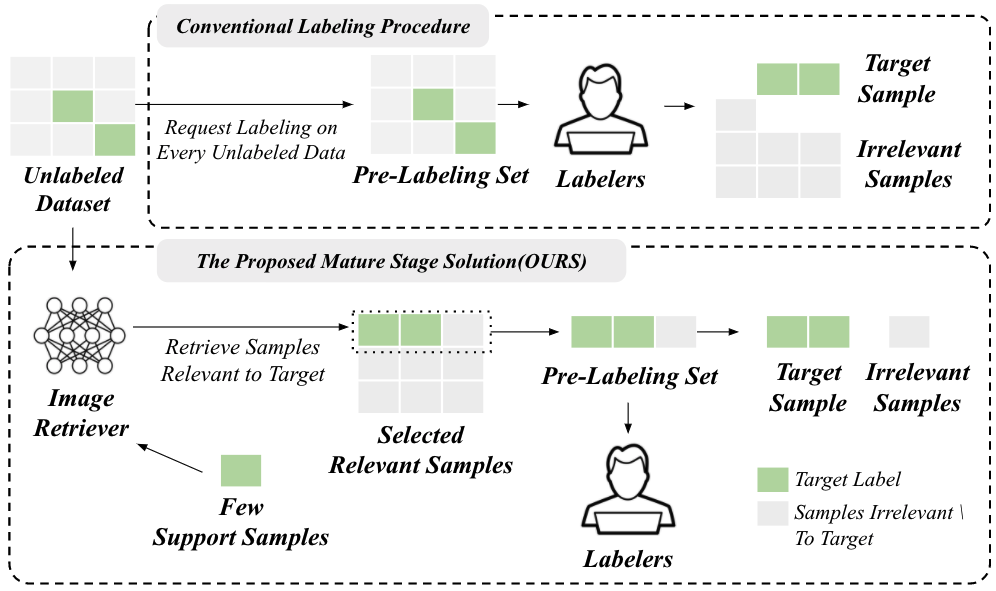 Conventional Labeling Procedure
Unlabeled
Dataset
Request Labeling on
Every Unlabeled Data
Pre-Labeling Set
Labelers
Target
Sample
Irrelevant
Samples
The Proposed Mature Stage Solution(OURS)
Image
Retriever
Retrieve Samples
Relevant to Target
Few
Support Samples
Selected
Relevant Samples
Pre-Labeling Set
Labelers
Target
Sample
Irrelevant
Samples
Target Label
Samples Irrelevant \
To Target